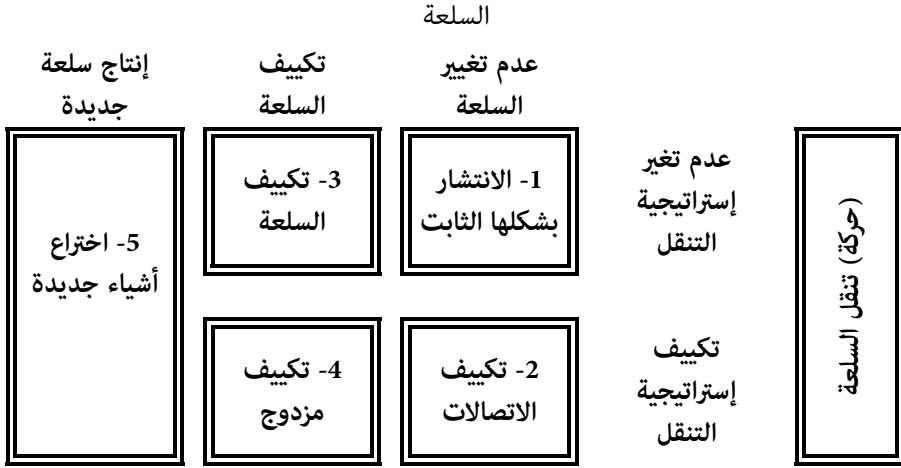 السلعة
عدم تغيير
السلعة
تكييف
السلعة
إنتاج سلعة
جديدة
(حركة) تنقل السلعة
عدم تغير
إستراتيجية
التنقل
1- الانتشار
بشكلها الثابت
3- تكييف
السلعة
5- اختراع
أشياء جديدة
تكييف
إستراتيجية
التنقل
2- تكييف
الاتصالات
4- تكييف
مزدوج